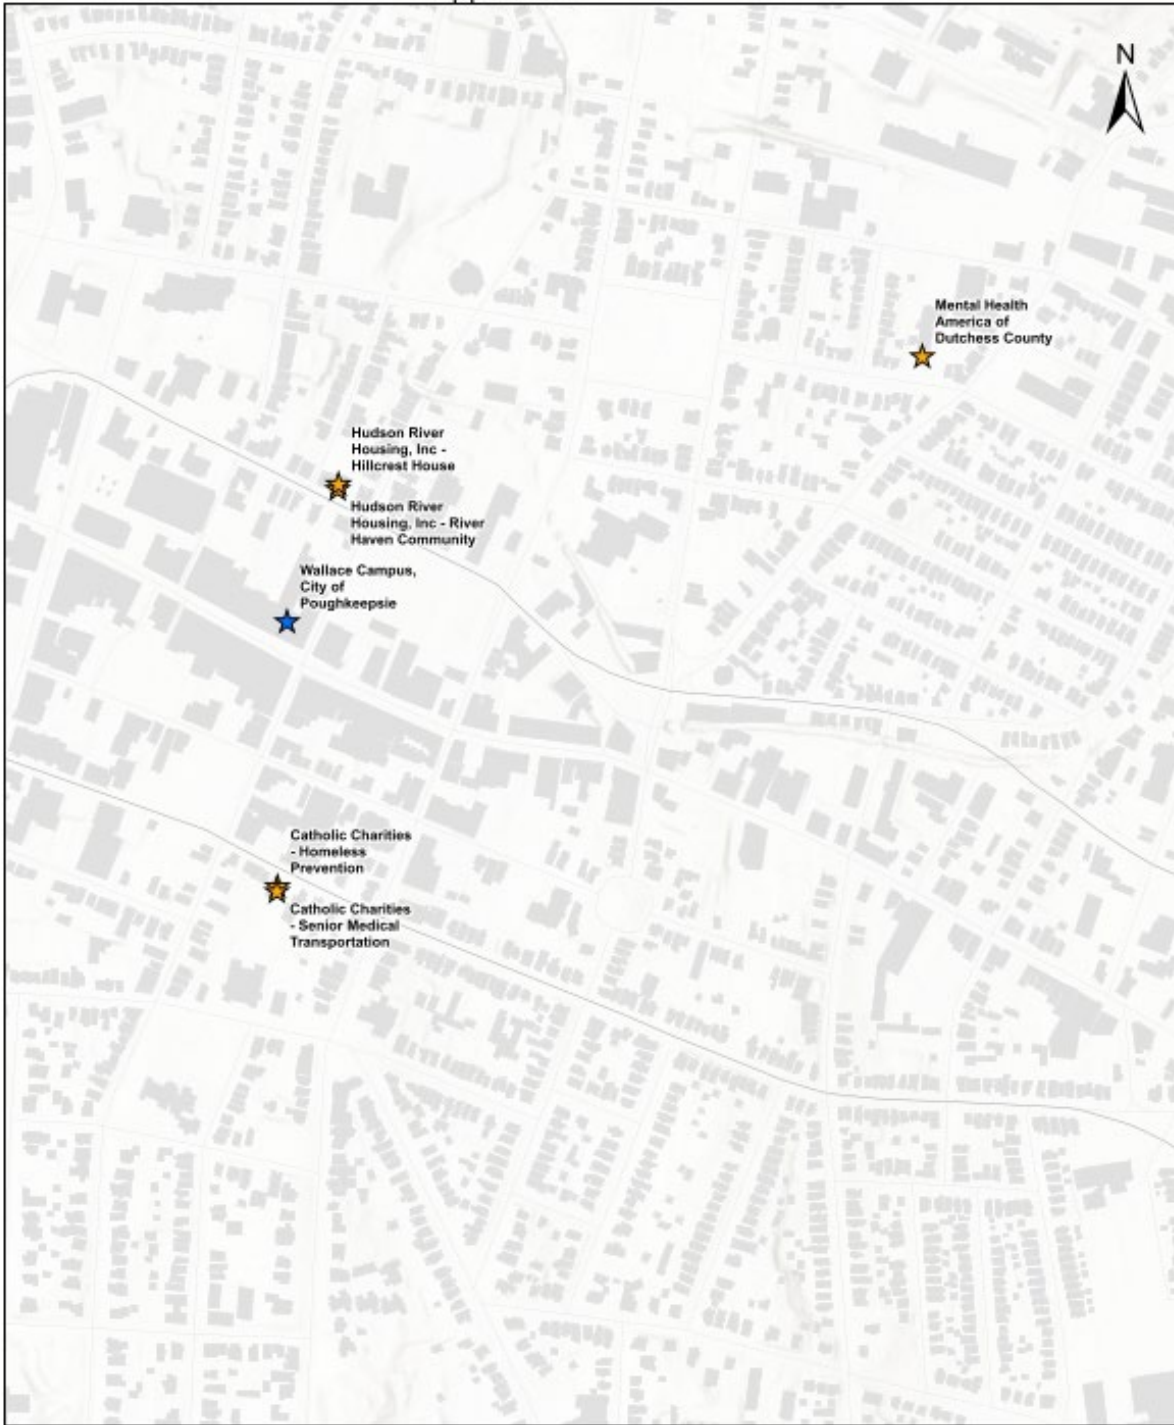 N
Mental Health
America of
Dutchess County
Hudson River
Housing, Inc -
Hillcrest House
Hudson River
Housing, Inc - River
Haven Community
Wallace Campus,
City of
Poughkeepsie
Catholic Charities
- Homeless
Prevention
Catholic Charities
- Senior Medical
Transportation